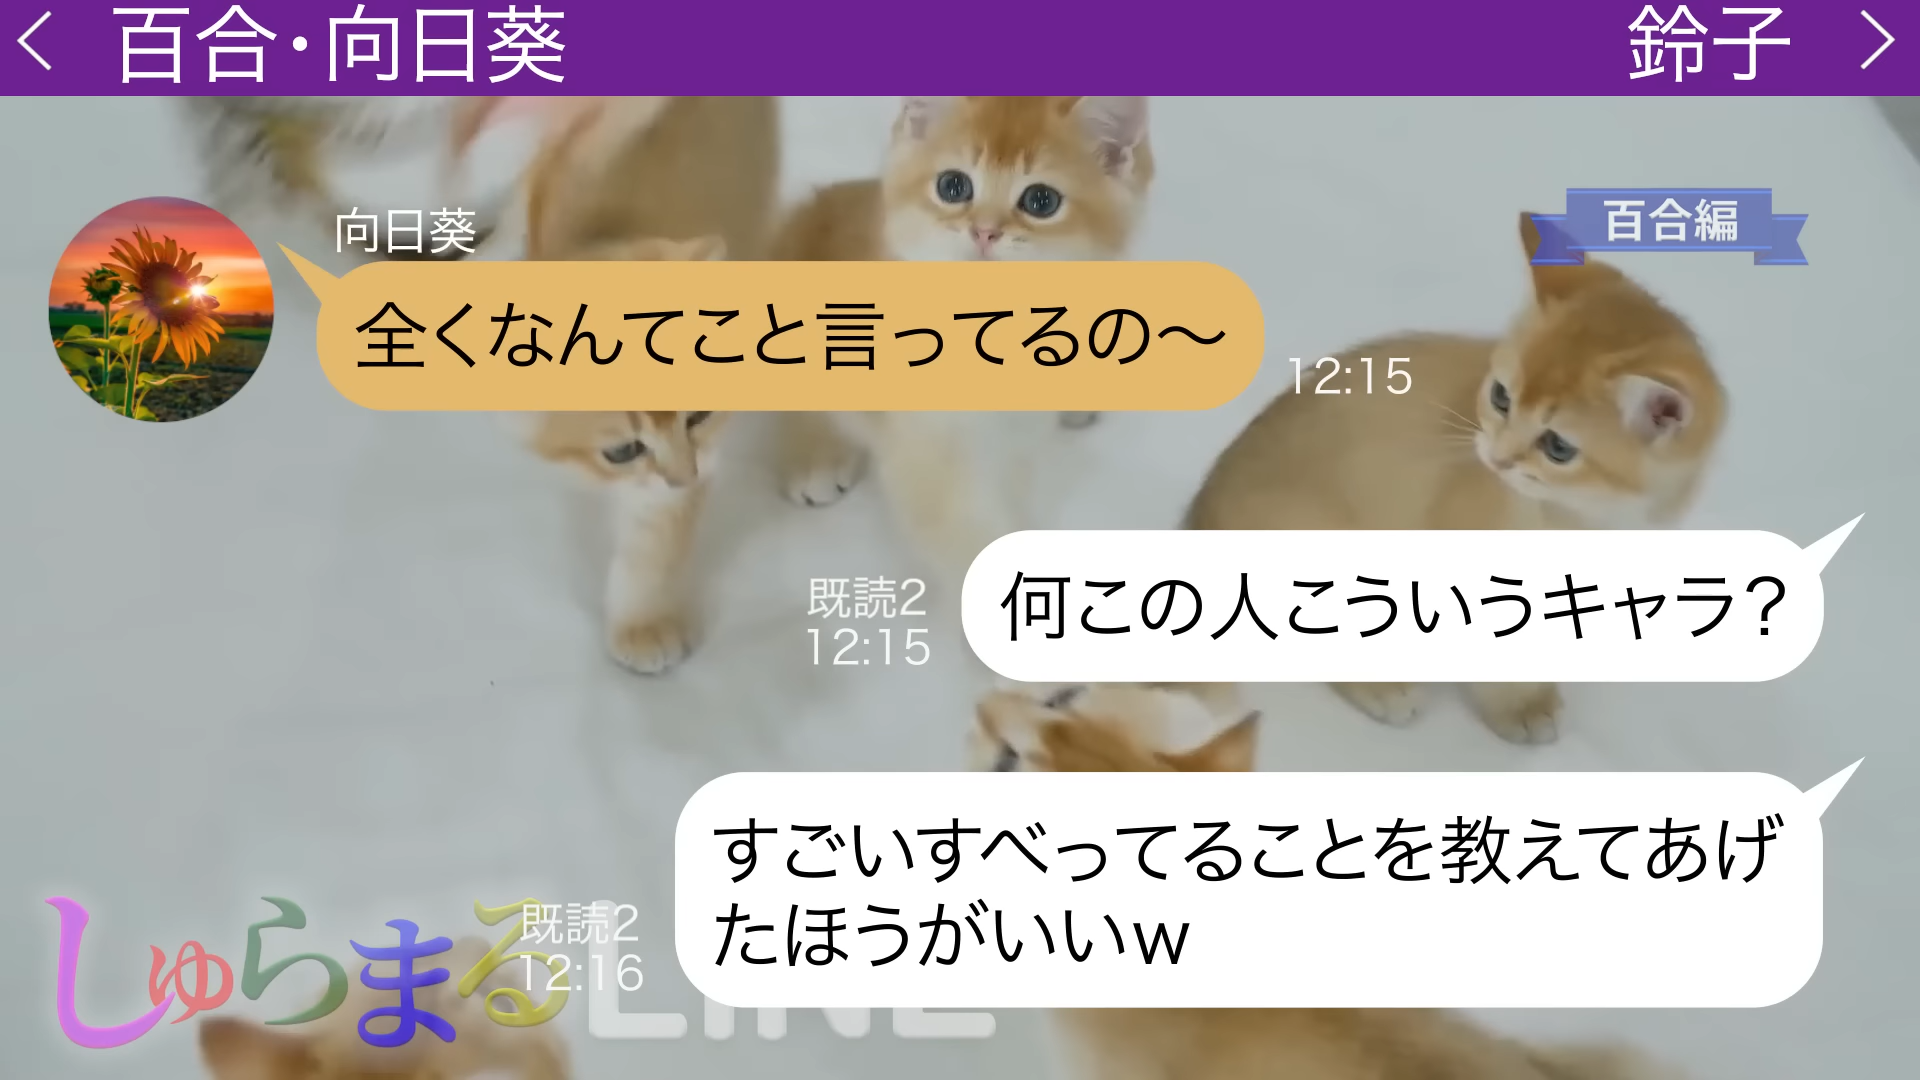 百合・向日葵
鈴子
向日葵
百合編
全くなんてこと言ってるの〜
12:15
何この人こういうキャラ？
既読2
12:15
すごいすべってることを教えてあげ
たほうがいいｗ
既読2
12:16
しゅらまるLINE